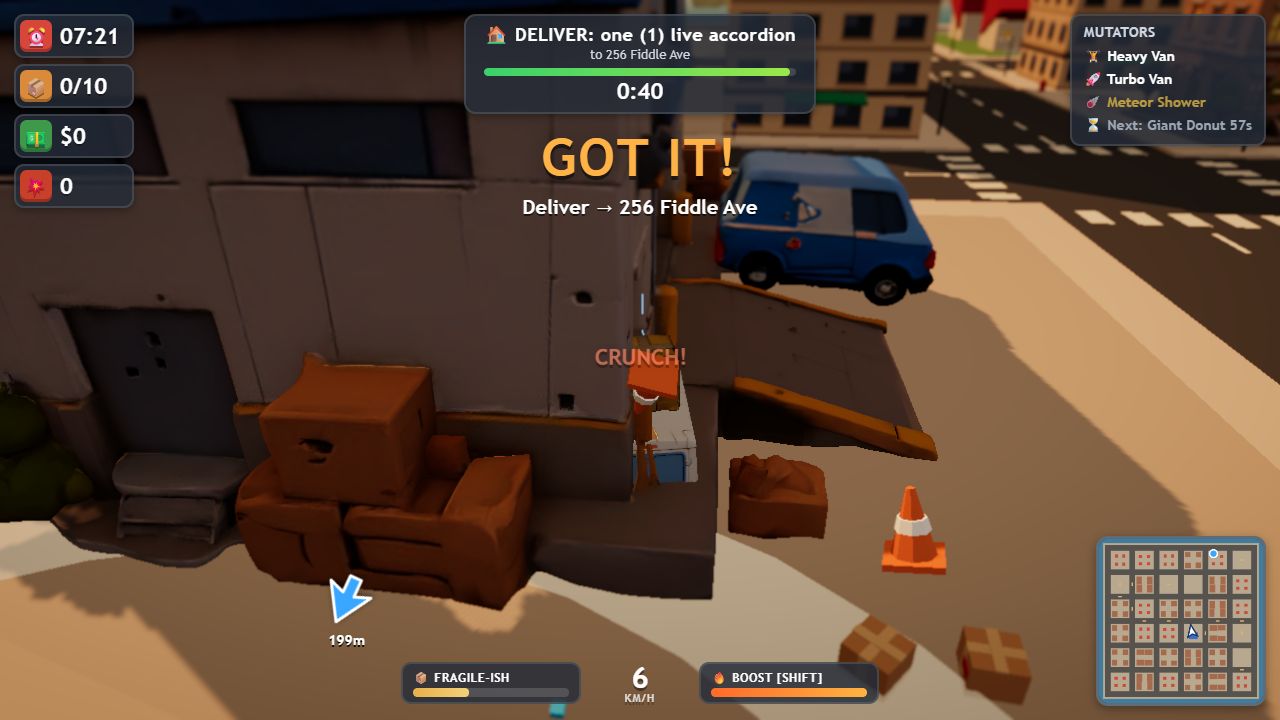 07:21
0/10
$0
0
DELIVER: one (1) live accordion
to 256 Fiddle Ave
0:40
GOT IT!
Deliver → 256 Fiddle Ave
MUTATORS
Heavy Van
Turbo Van
Meteor Shower
Next: Giant Donut 57s
CRUNCH!
199m
FRAGILE-ISH
6
KM/H
BOOST [SHIFT]